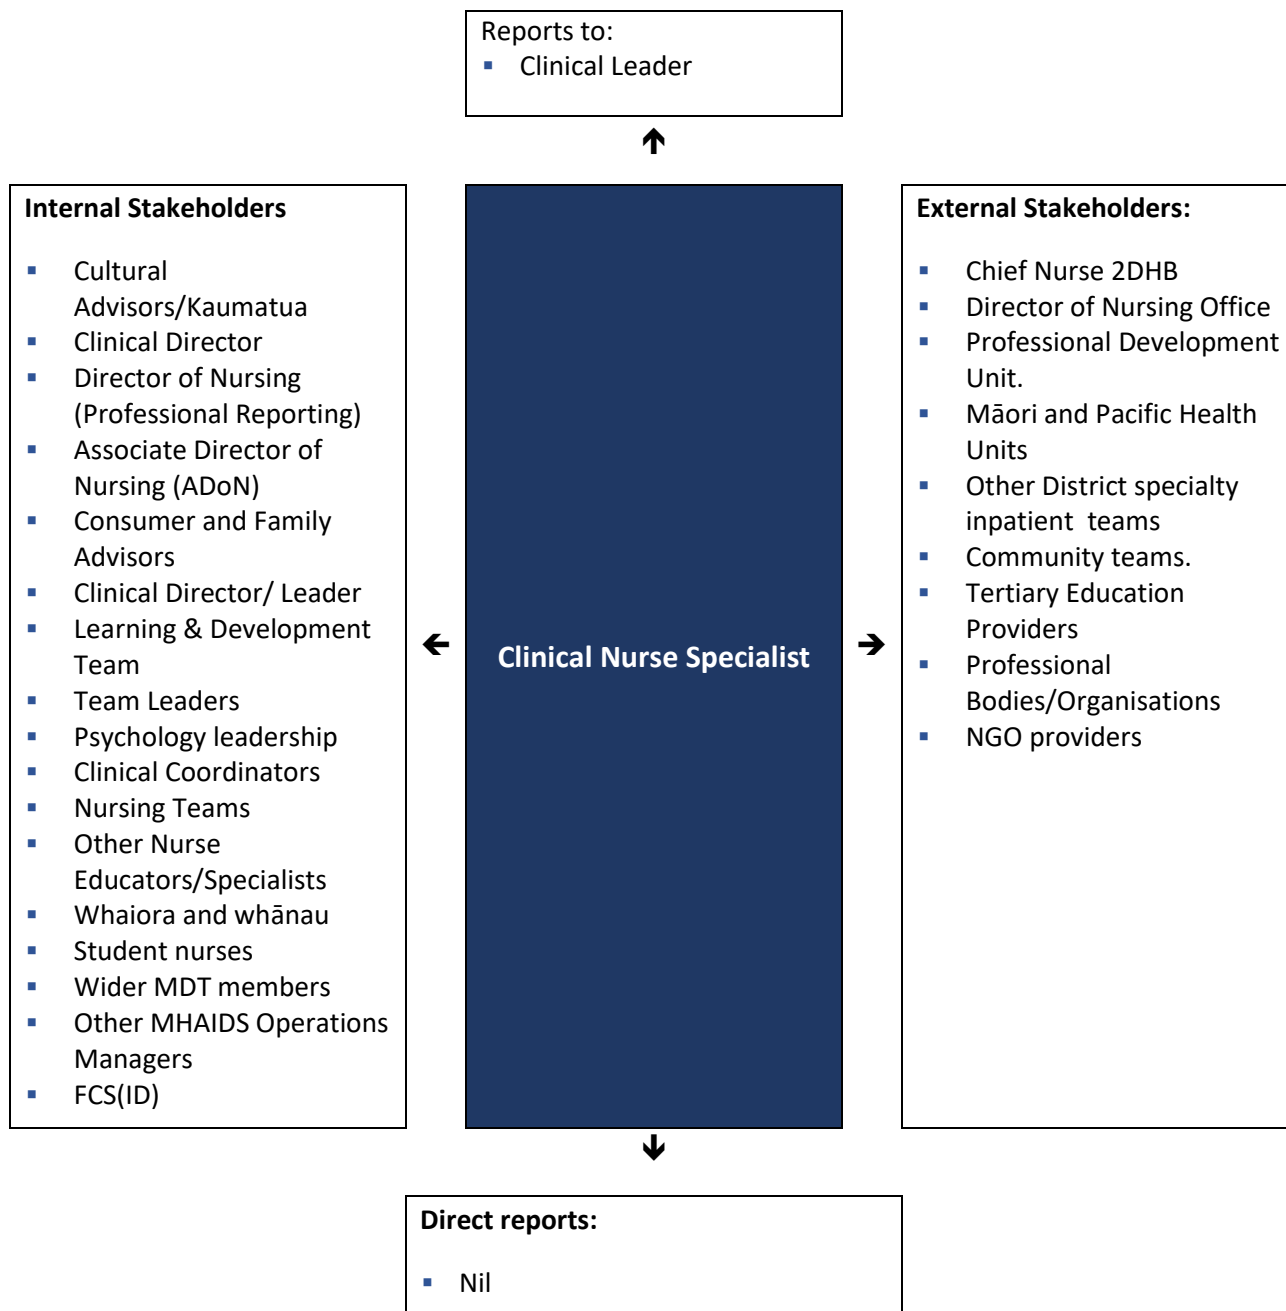 Reports to:
▪ Clinical Leader
🡩
Internal Stakeholders
▪ Cultural
Advisors/Kaumatua
▪ Clinical Director
▪ Director of Nursing
(Professional Reporting)
▪ Associate Director of
Nursing (ADoN)
▪ Consumer and Family
Advisors
▪ Clinical Director/ Leader
▪ Learning & Development
Team
▪ Team Leaders
▪ Psychology leadership
▪ Clinical Coordinators
▪ Nursing Teams
▪ Other Nurse
Educators/Specialists
▪ Whaiora and whānau
▪ Student nurses
▪ Wider MDT members
▪ Other MHAIDS Operations
Managers
▪ FCS(ID)
🡨
Clinical Nurse Specialist
🡪
External Stakeholders:
▪ Chief Nurse 2DHB
▪ Director of Nursing Office
▪ Professional Development
Unit.
▪ Māori and Pacific Health
Units
▪ Other District specialty
inpatient  teams
▪ Community teams.
▪ Tertiary Education
Providers
▪ Professional
Bodies/Organisations
▪ NGO providers
🡫
Direct reports:
▪ Nil